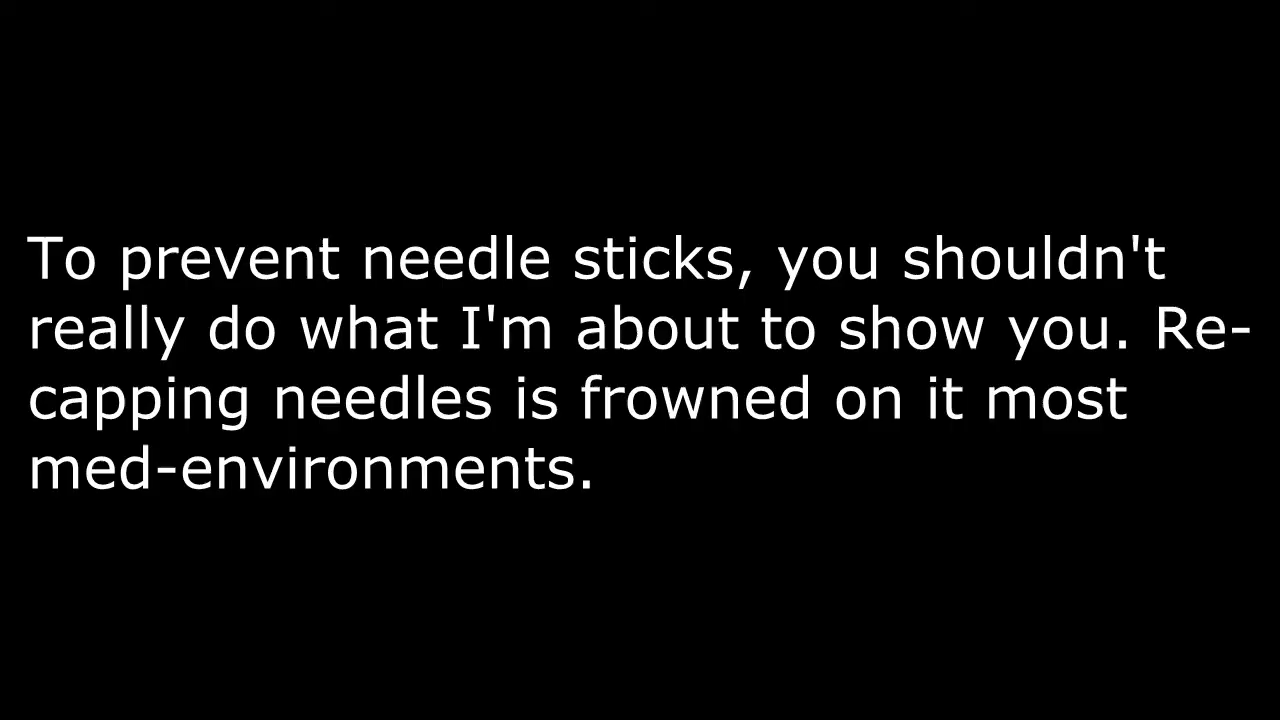 To prevent needle sticks, you shouldn't
really do what I'm about to show you. Re-
capping needles is frowned on it most
med-environments.